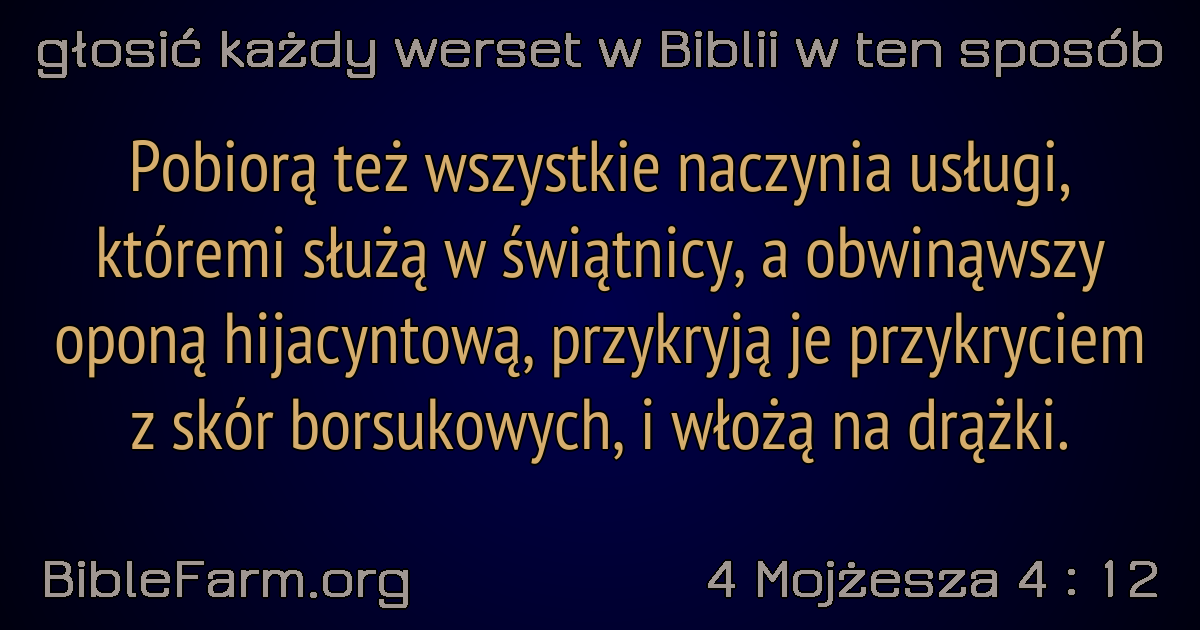 głosić każdy werset w Biblii w ten sposób
Pobiorą też wszystkie naczynia usługi,
któremi służą w świątnicy, a obwinąwszy
oponą hijacyntową, przykryją je przykryciem
z skór borsukowych, i włożą na drążki.
BibleFarm.org
4 Mojżesza 4 : 12